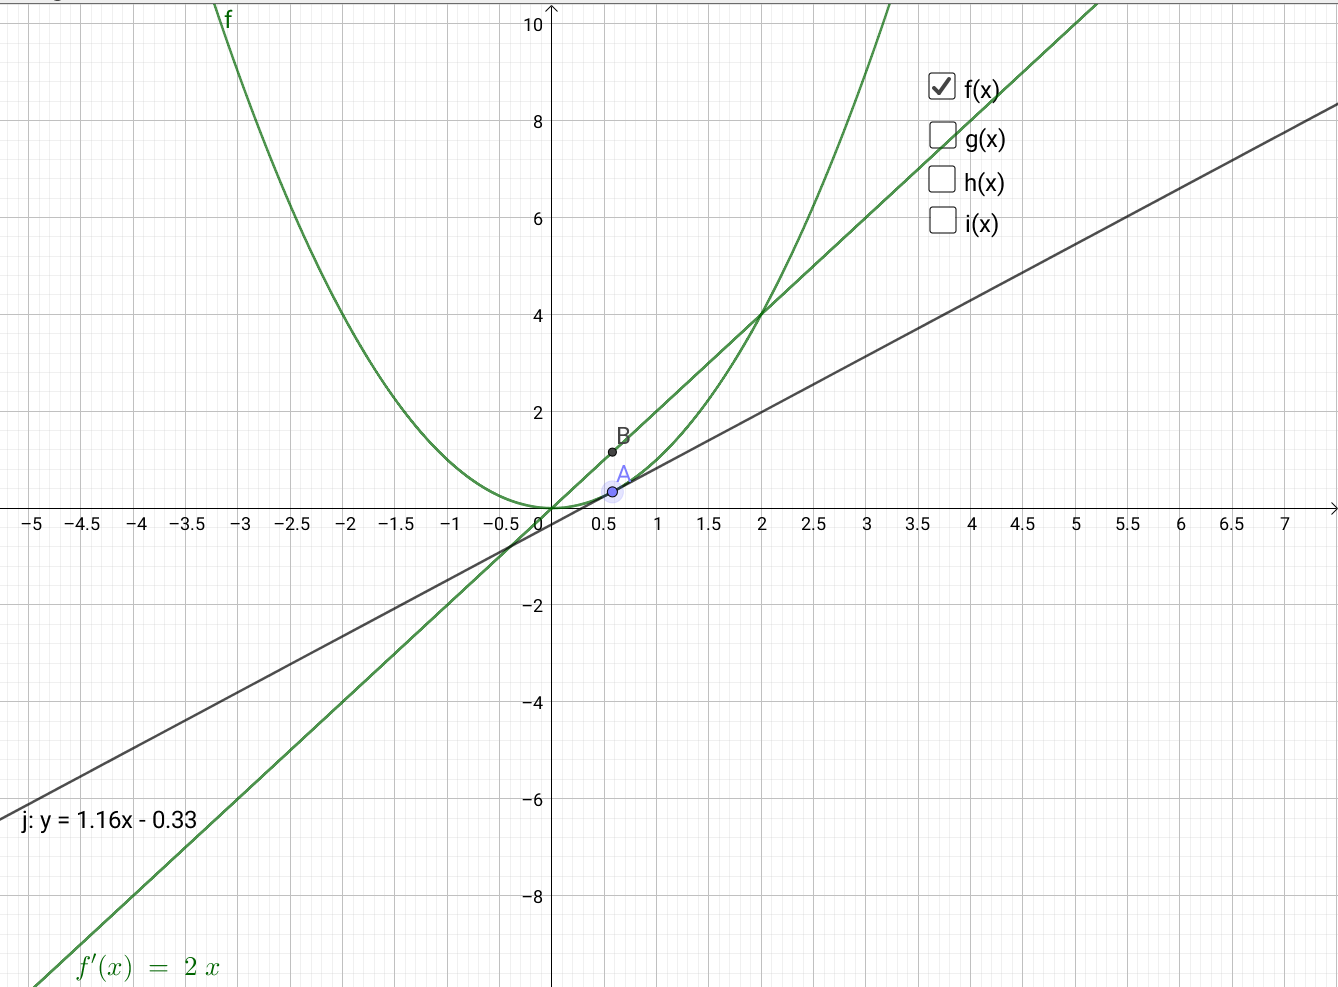 f
10
f(x)
8
g(x)
h(x)
6
i(x)
4
2
B
A
−5 −4.5 −4 −3.5 −3 −2.5 −2 −1.5 −1 −0.5 0 0.5 1 1.5 2 2.5 3 3.5 4 4.5 5 5.5 6 6.5 7
−2
−4
−6
j: y = 1.16x - 0.33
−8
f′(x) = 2 x